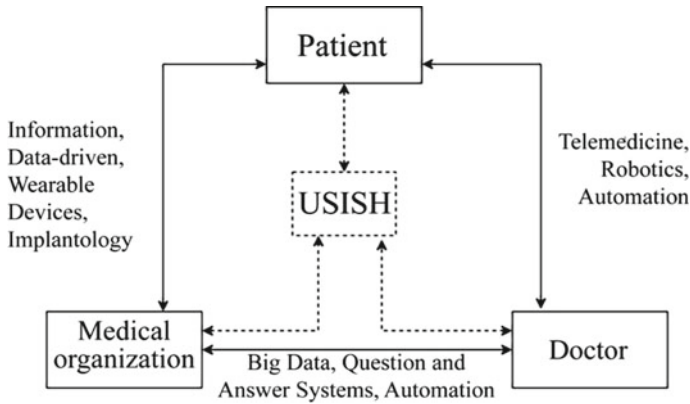 Patient
Information,
Data-driven,
Wearable
Devices,
Implantology
Telemedicine,
Robotics,
Automation
USISH
Medical
organization
Big Data, Question and
Answer Systems, Automation
Doctor